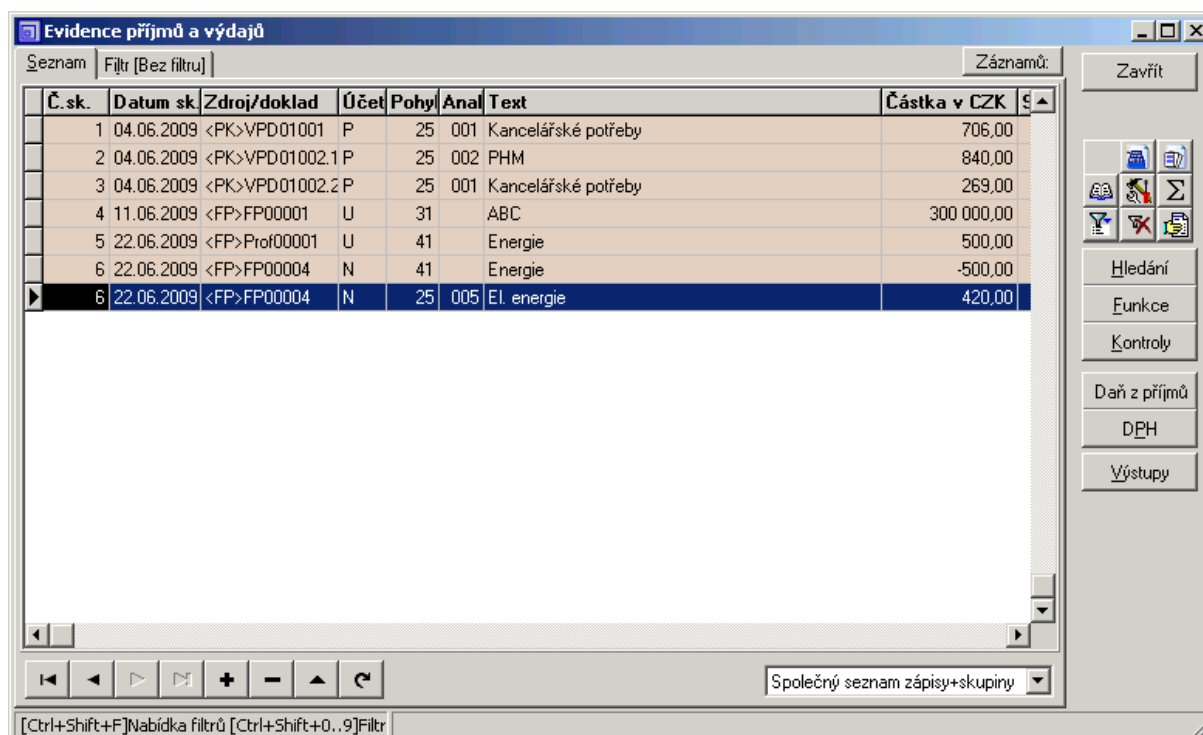 Evidence příjmů a výdajů
Seznam Filtr [Bez filtru] Záznamů: Zavřít
Č.sk. Datum sk. Zdroj/doklad Účet Pohyl Anal Text Částka v CZK S
1 04.06.2009 <PK>VPD01001 P 25 001 Kancelářské potřeby 706,00
2 04.06.2009 <PK>VPD01002.1 P 25 002 PHM 840,00
3 04.06.2009 <PK>VPD01002.2 P 25 001 Kancelářské potřeby 269,00
4 11.06.2009 <FP>FP00001 U 31 ABC 300 000,00
5 22.06.2009 <FP>Prof00001 U 41 Energie 500,00
6 22.06.2009 <FP>FP00004 N 41 Energie -500,00
6 22.06.2009 <FP>FP00004 N 25 005 El. energie 420,00
Hledání
Funkce
Kontroly
Daň z příjmů
DPH
Výstupy
Společný seznam zápisy+skupiny
[Ctrl+Shift+F]Nabídka filtrů [Ctrl+Shift+0..9]Filtr